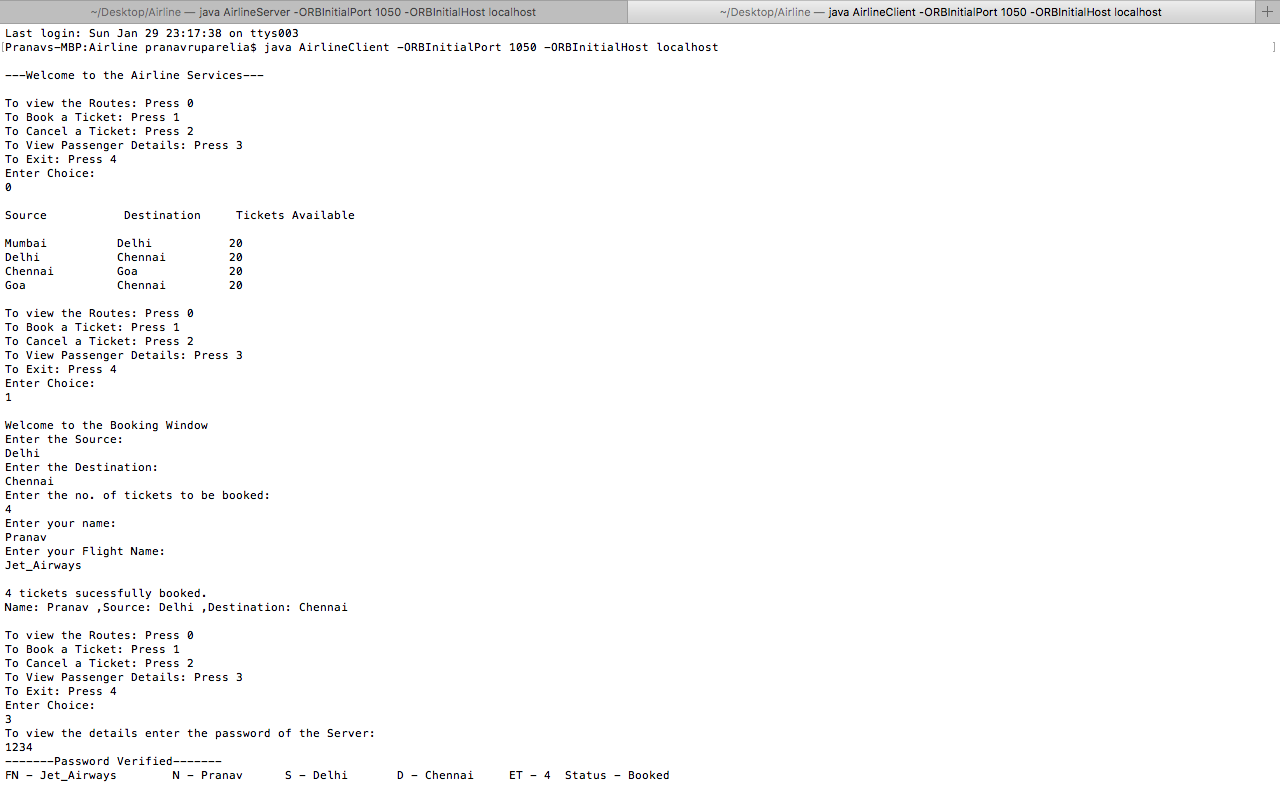 ~/Desktop/Airline — java AirlineServer -ORBInitialPort 1050 -ORBInitialHost localhost
~/Desktop/Airline — java AirlineClient -ORBInitialPort 1050 -ORBInitialHost localhost
Last login: Sun Jan 29 23:17:38 on ttys003
[Pranavs-MBP:Airline pranavruparelia$ java AirlineClient -ORBInitialPort 1050 -ORBInitialHost localhost ]
---Welcome to the Airline Services---
To view the Routes: Press 0
To Book a Ticket: Press 1
To Cancel a Ticket: Press 2
To View Passenger Details: Press 3
To Exit: Press 4
Enter Choice:
0
Source Destination Tickets Available
Mumbai Delhi 20
Delhi Chennai 20
Chennai Goa 20
Goa Chennai 20
To view the Routes: Press 0
To Book a Ticket: Press 1
To Cancel a Ticket: Press 2
To View Passenger Details: Press 3
To Exit: Press 4
Enter Choice:
1
Welcome to the Booking Window
Enter the Source:
Delhi
Enter the Destination:
Chennai
Enter the no. of tickets to be booked:
4
Enter your name:
Pranav
Enter your Flight Name:
Jet_Airways
4 tickets sucessfully booked.
Name: Pranav ,Source: Delhi ,Destination: Chennai
To view the Routes: Press 0
To Book a Ticket: Press 1
To Cancel a Ticket: Press 2
To View Passenger Details: Press 3
To Exit: Press 4
Enter Choice:
3
To view the details enter the password of the Server:
1234
-------Password Verified-------
FN - Jet_Airways N - Pranav S - Delhi D - Chennai ET - 4 Status - Booked